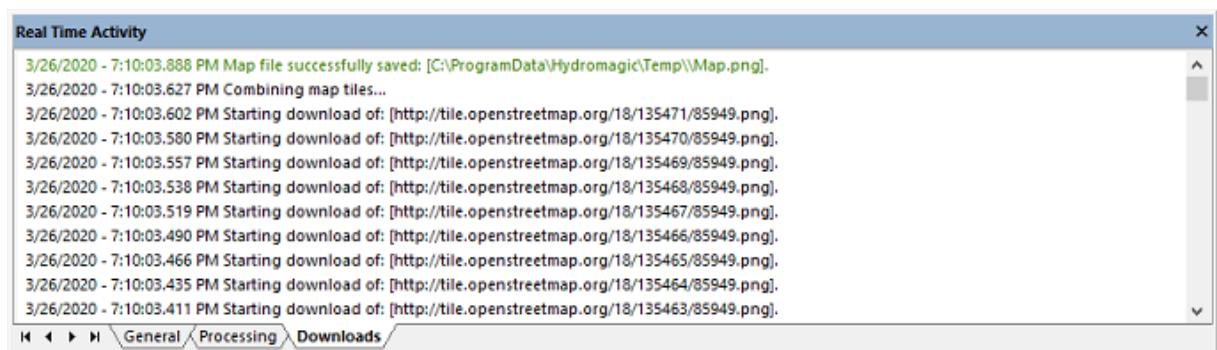 Real Time Activity
3/26/2020 - 7:10:03.888 PM Map file successfully saved: [C:\ProgramData\Hydromagic\Temp\\Map.png].
3/26/2020 - 7:10:03.627 PM Combining map tiles...
3/26/2020 - 7:10:03.602 PM Starting download of: [http://tile.openstreetmap.org/18/135471/85949.png].
3/26/2020 - 7:10:03.580 PM Starting download of: [http://tile.openstreetmap.org/18/135470/85949.png].
3/26/2020 - 7:10:03.557 PM Starting download of: [http://tile.openstreetmap.org/18/135469/85949.png].
3/26/2020 - 7:10:03.538 PM Starting download of: [http://tile.openstreetmap.org/18/135468/85949.png].
3/26/2020 - 7:10:03.519 PM Starting download of: [http://tile.openstreetmap.org/18/135467/85949.png].
3/26/2020 - 7:10:03.490 PM Starting download of: [http://tile.openstreetmap.org/18/135466/85949.png].
3/26/2020 - 7:10:03.466 PM Starting download of: [http://tile.openstreetmap.org/18/135465/85949.png].
3/26/2020 - 7:10:03.435 PM Starting download of: [http://tile.openstreetmap.org/18/135464/85949.png].
3/26/2020 - 7:10:03.411 PM Starting download of: [http://tile.openstreetmap.org/18/135463/85949.png].
General Processing Downloads